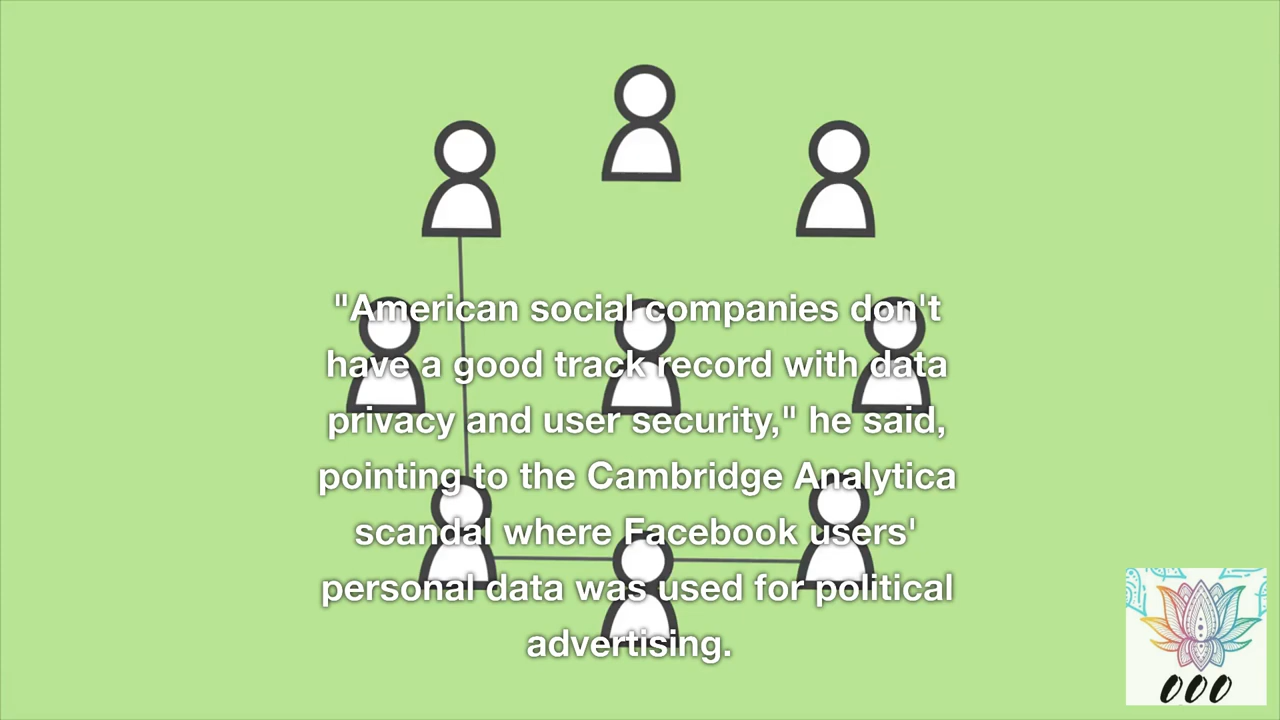 "American social companies don't
have a good track record with data
privacy and user security," he said,
pointing to the Cambridge Analytica
scandal where Facebook users'
personal data was used for political
advertising.
000